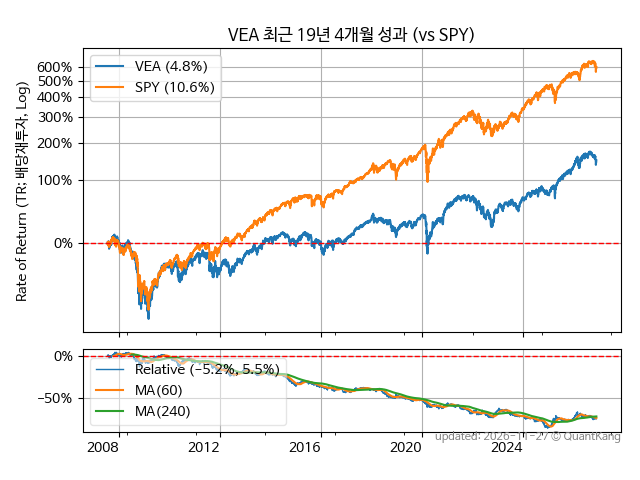 VEA 최근 19년 4개월 성과 (vs SPY)
Rate of Return (TR; 배당재투자, Log)
600%
500%
400%
300%
200%
100%
0%
VEA (4.8%)
SPY (10.6%)
0%
−50%
Relative (−5.2%, 5.5%)
MA(60)
MA(240)
2008
2012
2016
2020
2024
updated: 2026-11-27 © QuantKang